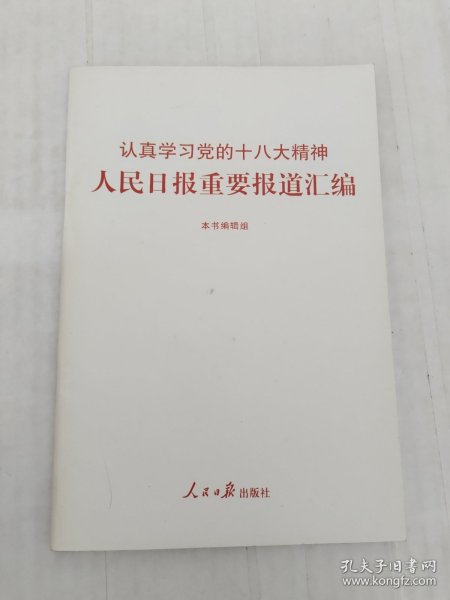 认真学习党的十八大精神
人民日报重要报道汇编
本书编辑组
人民日报 出版社
孔夫子旧书网
www.kongfz.com